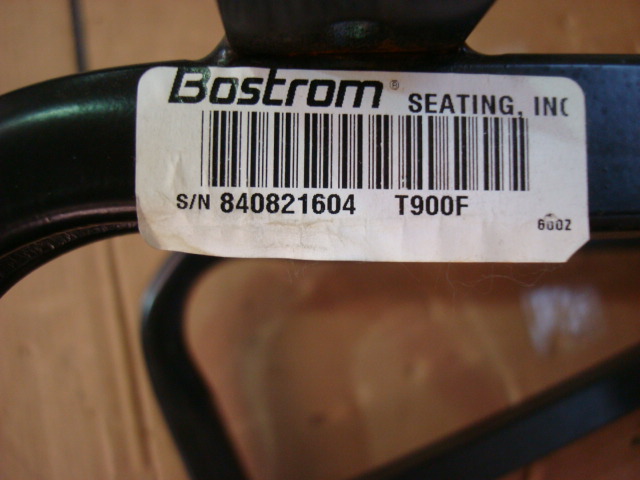 Bostrom® SEATING, INC
S/N 840821604 T900F
6002